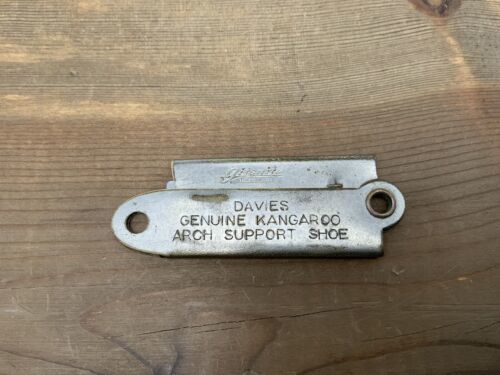 DAVIES
GENUINE KANGAROO
ARCH SUPPORT SHOE